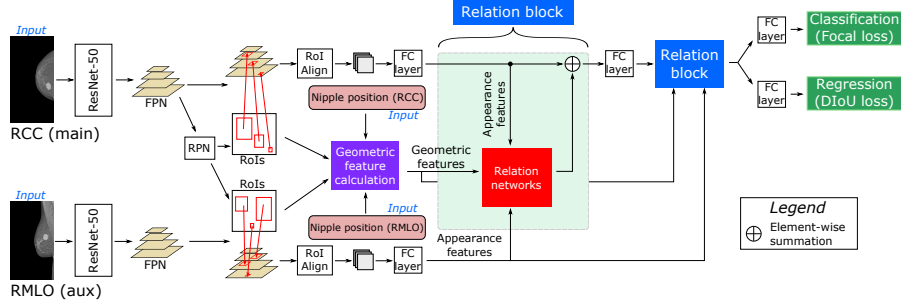 Relation block
Input
ResNet-50
FPN
RCC (main)
RoI
Align
FC
layer
Nipple position (RCC)
Input
Appearance
features
FC
layer
Relation
block
FC
layer
Classification
(Focal loss)
FC
layer
Regression
(DIoU loss)
RPN
RoIs
Geometric
feature
calculation
Geometric
features
Relation
networks
Input
ResNet-50
FPN
RMLO (aux)
RoIs
Input
Nipple position (RMLO)
RoI
Align
FC
layer
Appearance
features
Legend
Element-wise
summation